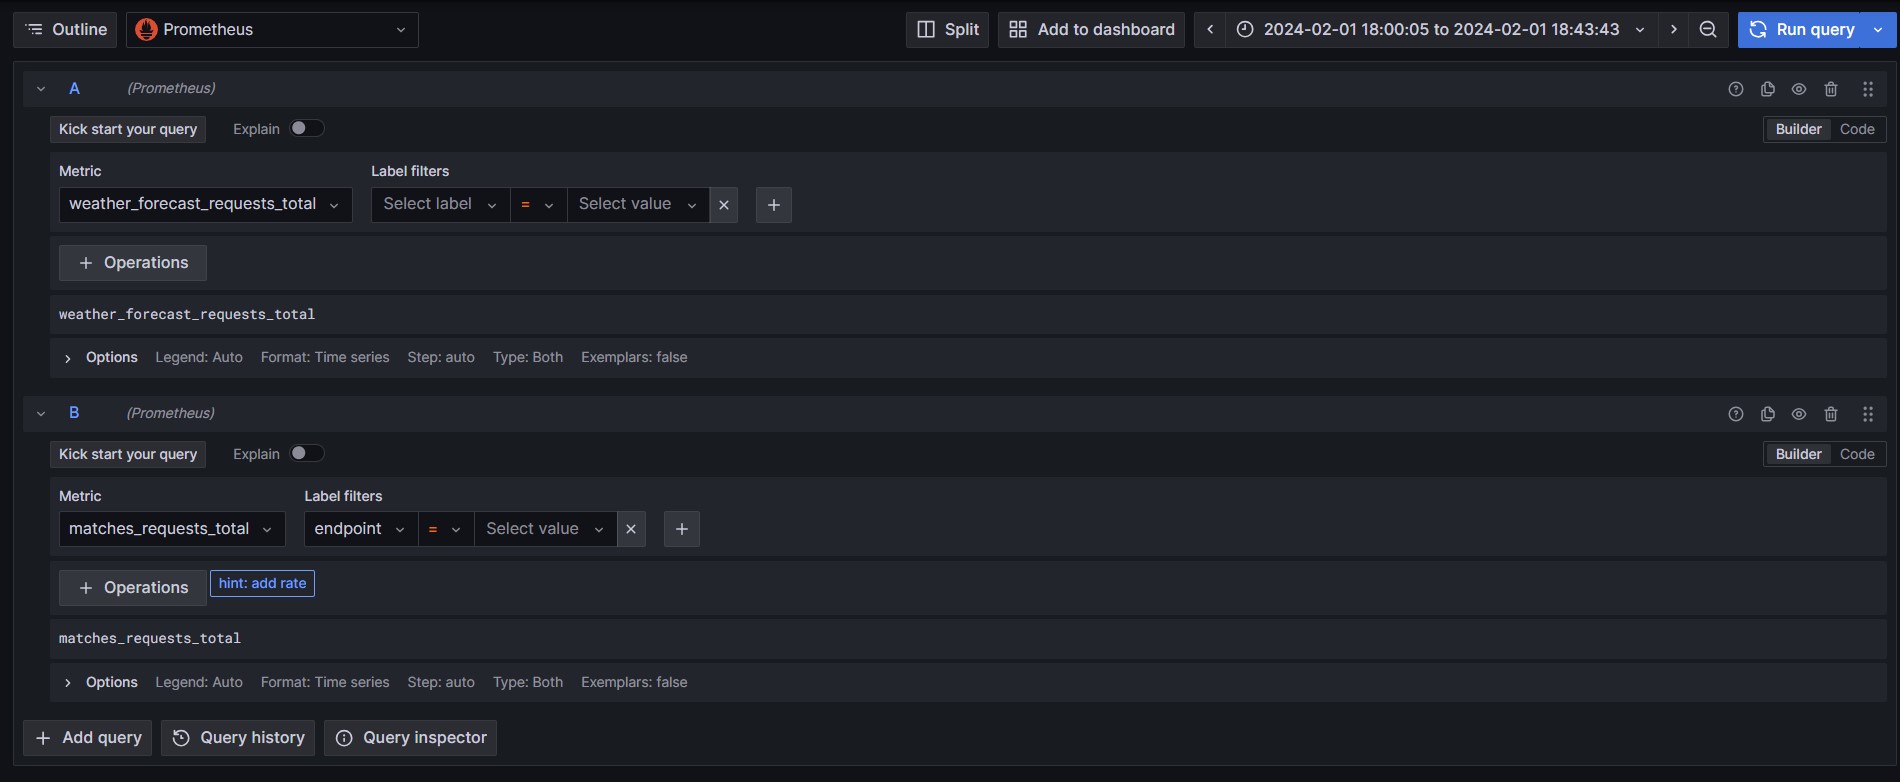 Outline Prometheus Split Add to dashboard 2024-02-01 18:00:05 to 2024-02-01 18:43:43 Run query
A (Prometheus)
Kick start your query Explain Builder Code
Metric Label filters
weather_forecast_requests_total Select label = Select value
+ Operations
weather_forecast_requests_total
Options Legend: Auto Format: Time series Step: auto Type: Both Exemplars: false
B (Prometheus)
Kick start your query Explain Builder Code
Metric Label filters
matches_requests_total endpoint = Select value
+ Operations hint: add rate
matches_requests_total
Options Legend: Auto Format: Time series Step: auto Type: Both Exemplars: false
+ Add query Query history Query inspector